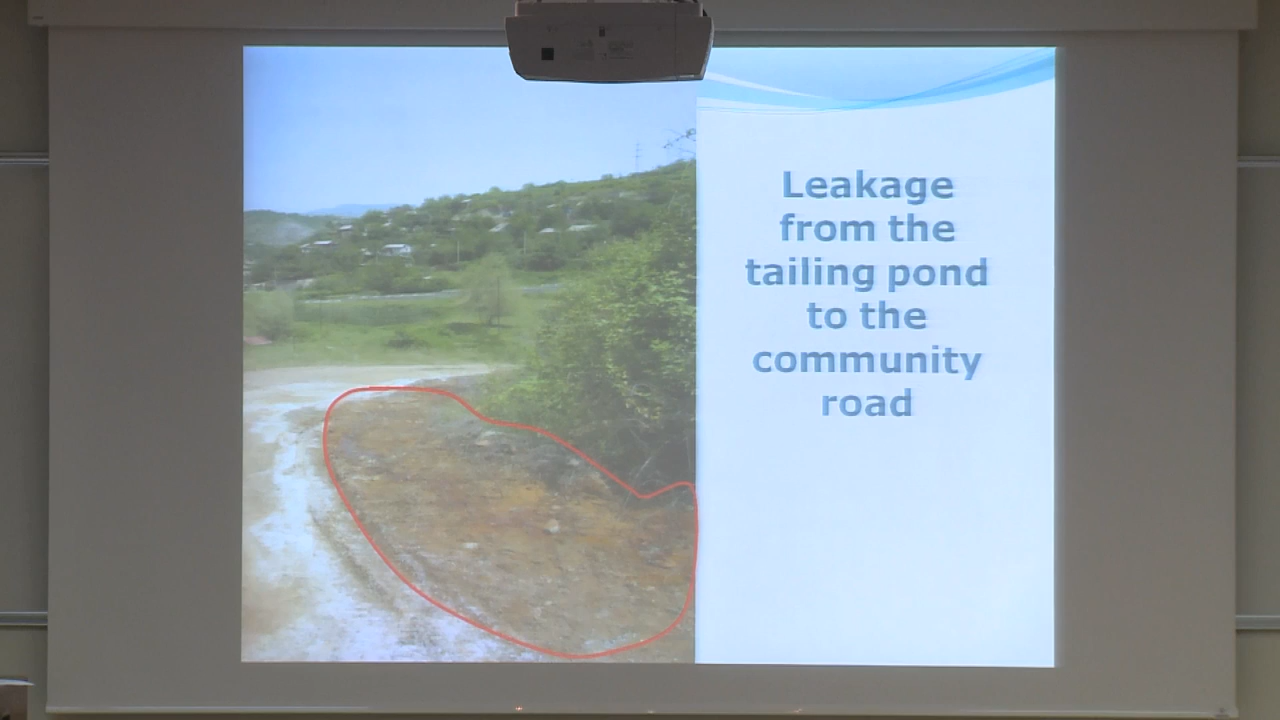 Leakage
from the
tailing pond
to the
community
road